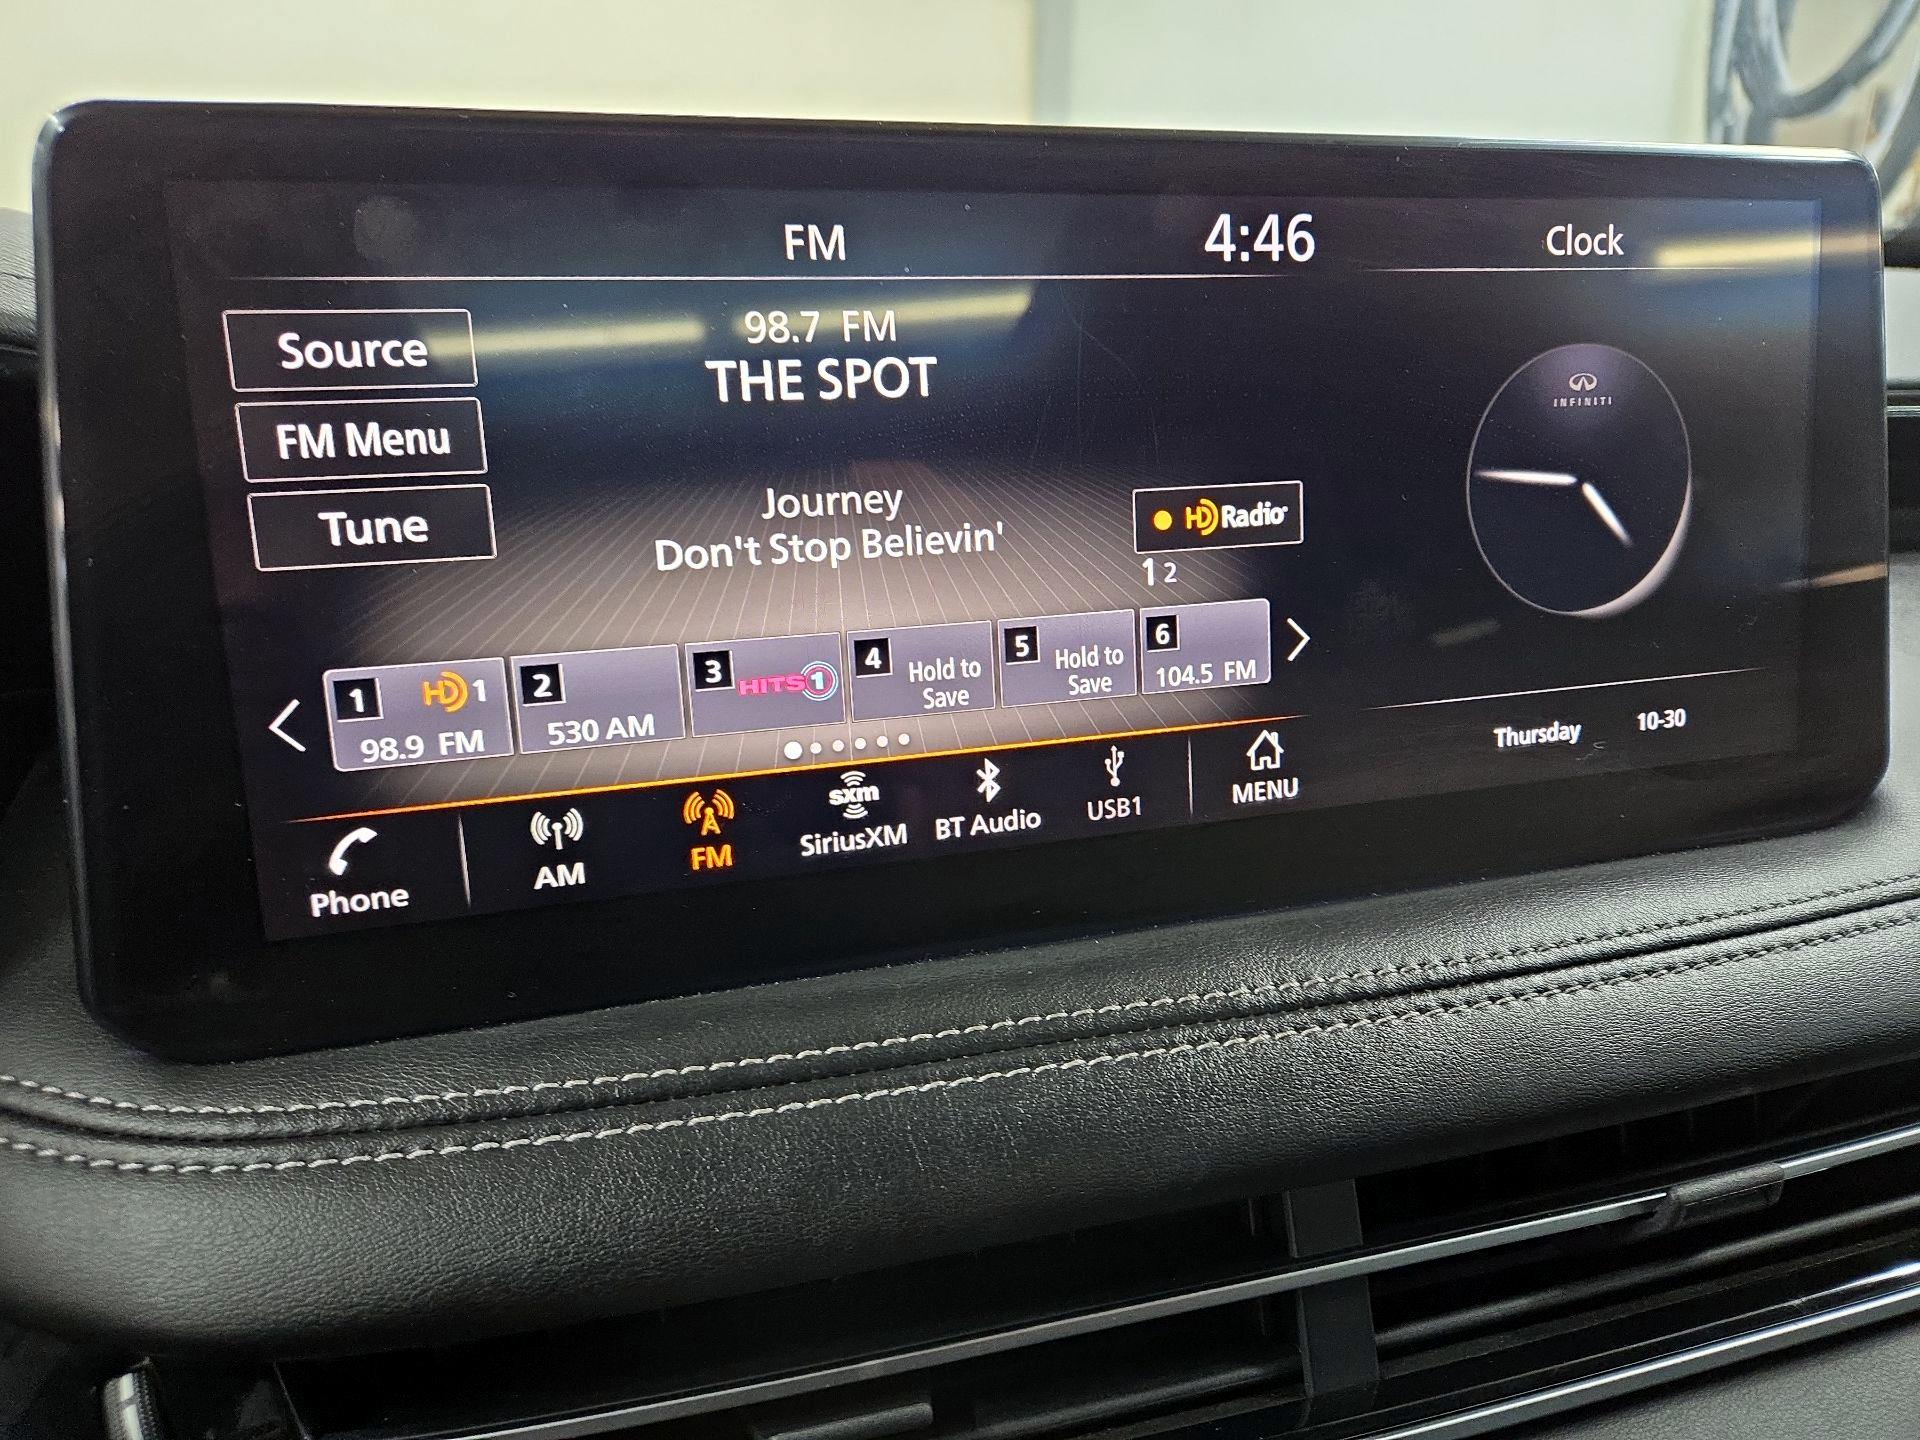 FM
4:46
Clock
Source
FM Menu
Tune
98.7 FM
THE SPOT
Journey
Don't Stop Believin'
HD Radio
1 2
INFINITI
1 HD 1
98.9 FM
2
530 AM
3 HITS 1
4 Hold to
Save
5 Hold to
Save
6
104.5 FM
Thursday 10-30
Phone
AM
FM
sxm
SiriusXM
BT Audio
USB1
MENU